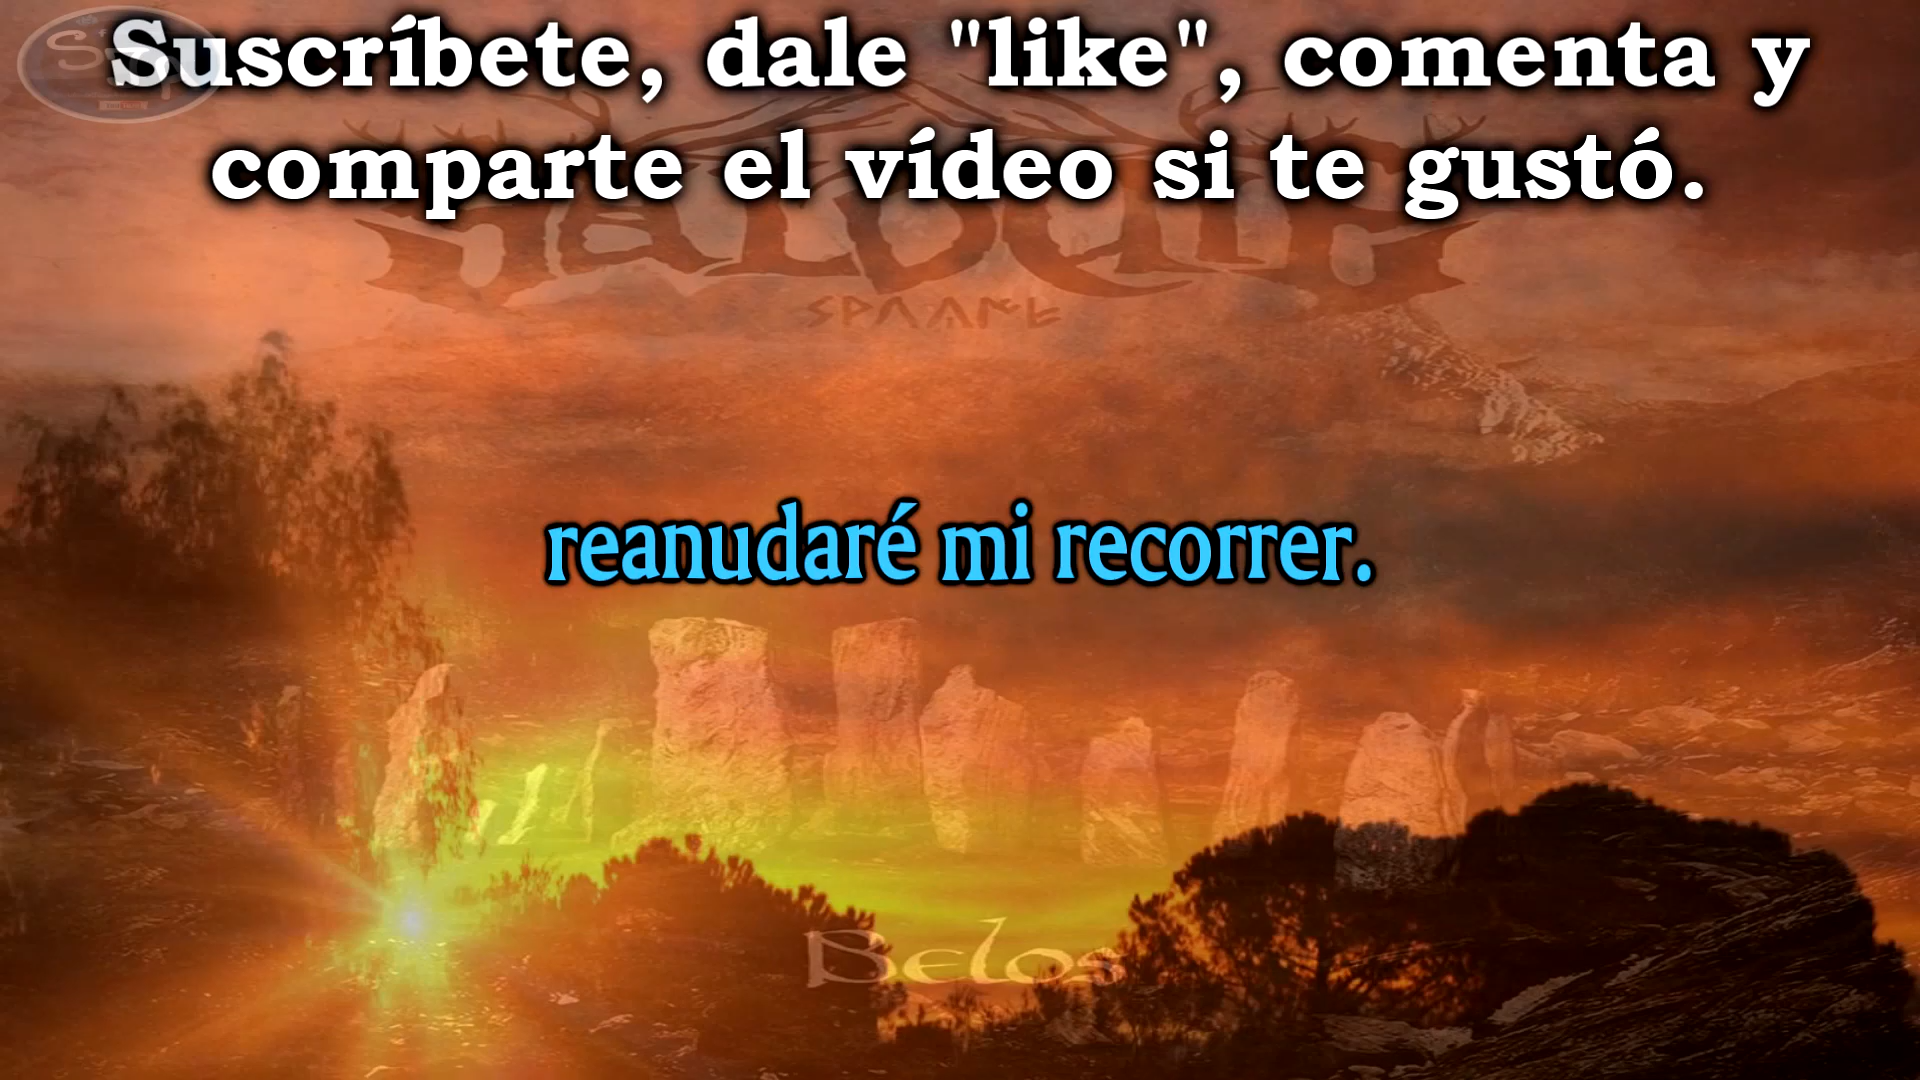 Suscríbete, dale "like", comenta y
comparte el vídeo si te gustó.
reanudaré mi recorrer.
Belos